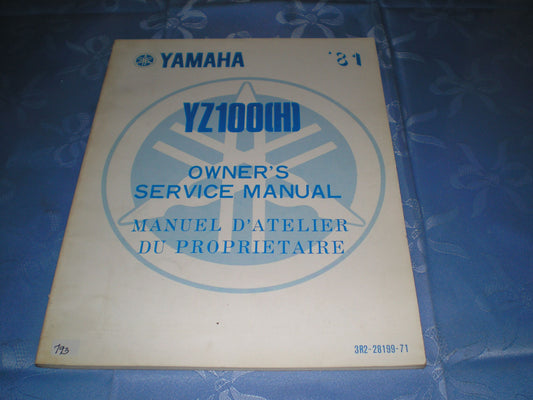 YAMAHA '81
YZ100(H)
OWNER'S
SERVICE MANUAL
MANUEL D'ATELIER
DU PROPRIETAIRE
793
3R2-28199-71